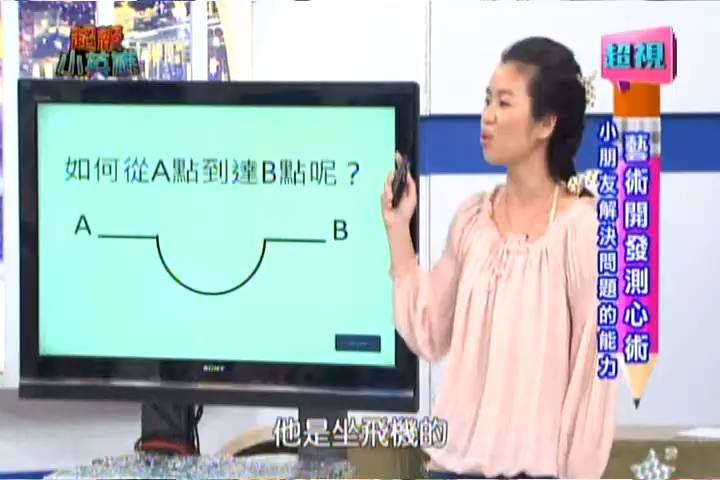 超級
小英雄
超視
藝術開發測心術
小朋友解決問題的能力
如何從A點到達B點呢？
A
B
SONY
他是坐飛機的